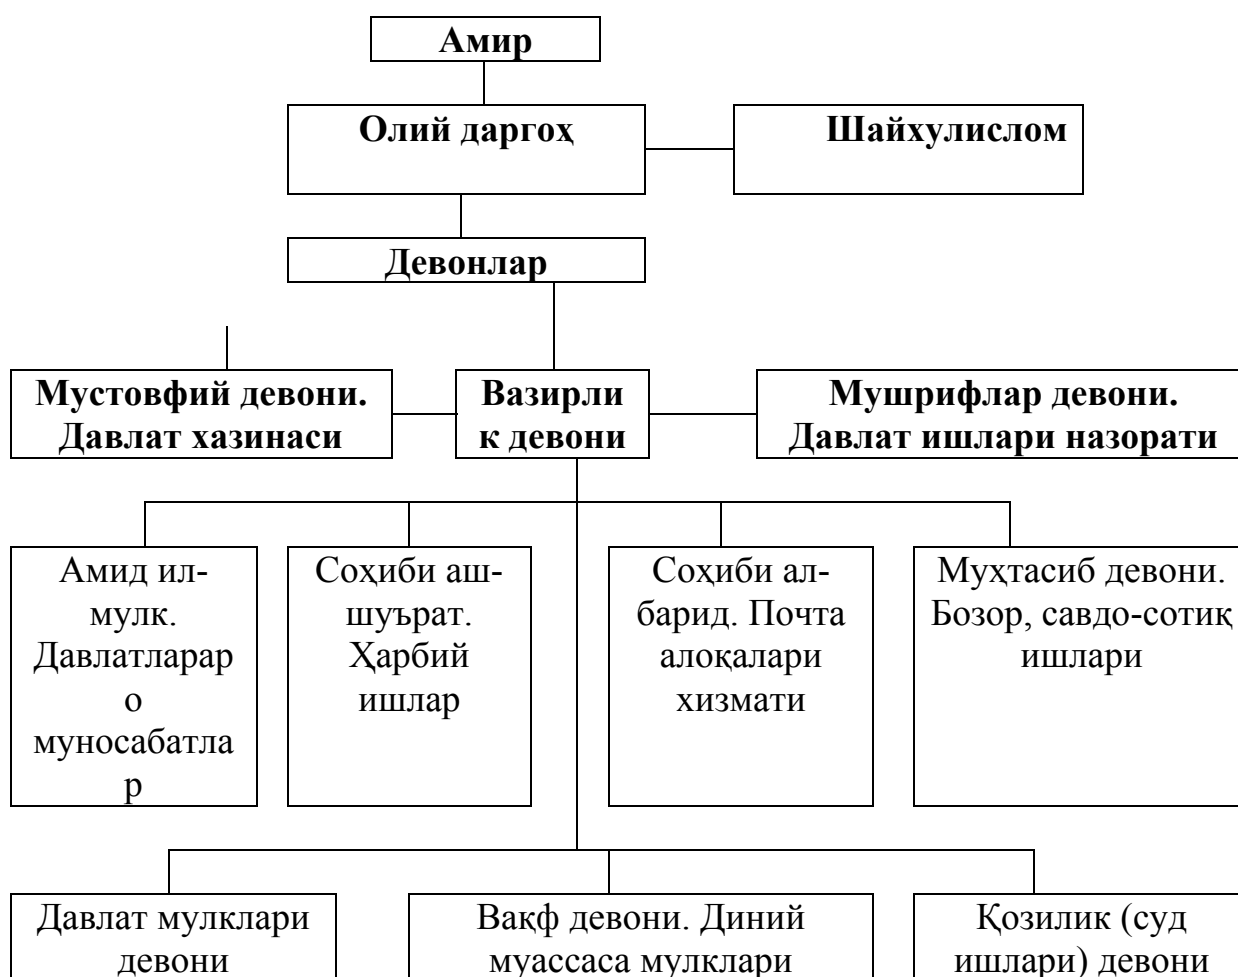 Амир
Олий даргоҳ
Шайхулислом
Девонлар
Мустовфий девони.
Давлат хазинаси
Вазирли
к девони
Мушрифлар девони.
Давлат ишлари назорати
Амид ил-
мулк.
Давлатларар
о
муносабатла
р
Соҳиби аш-
шуърат.
Ҳарбий
ишлар
Соҳиби ал-
барид. Почта
алоқалари
хизмати
Муҳтасиб девони.
Бозор, савдо-сотиқ
ишлари
Давлат мулклари
девони
Вақф девони. Диний
муассаса мулклари
Қозилик (суд
ишлари) девони